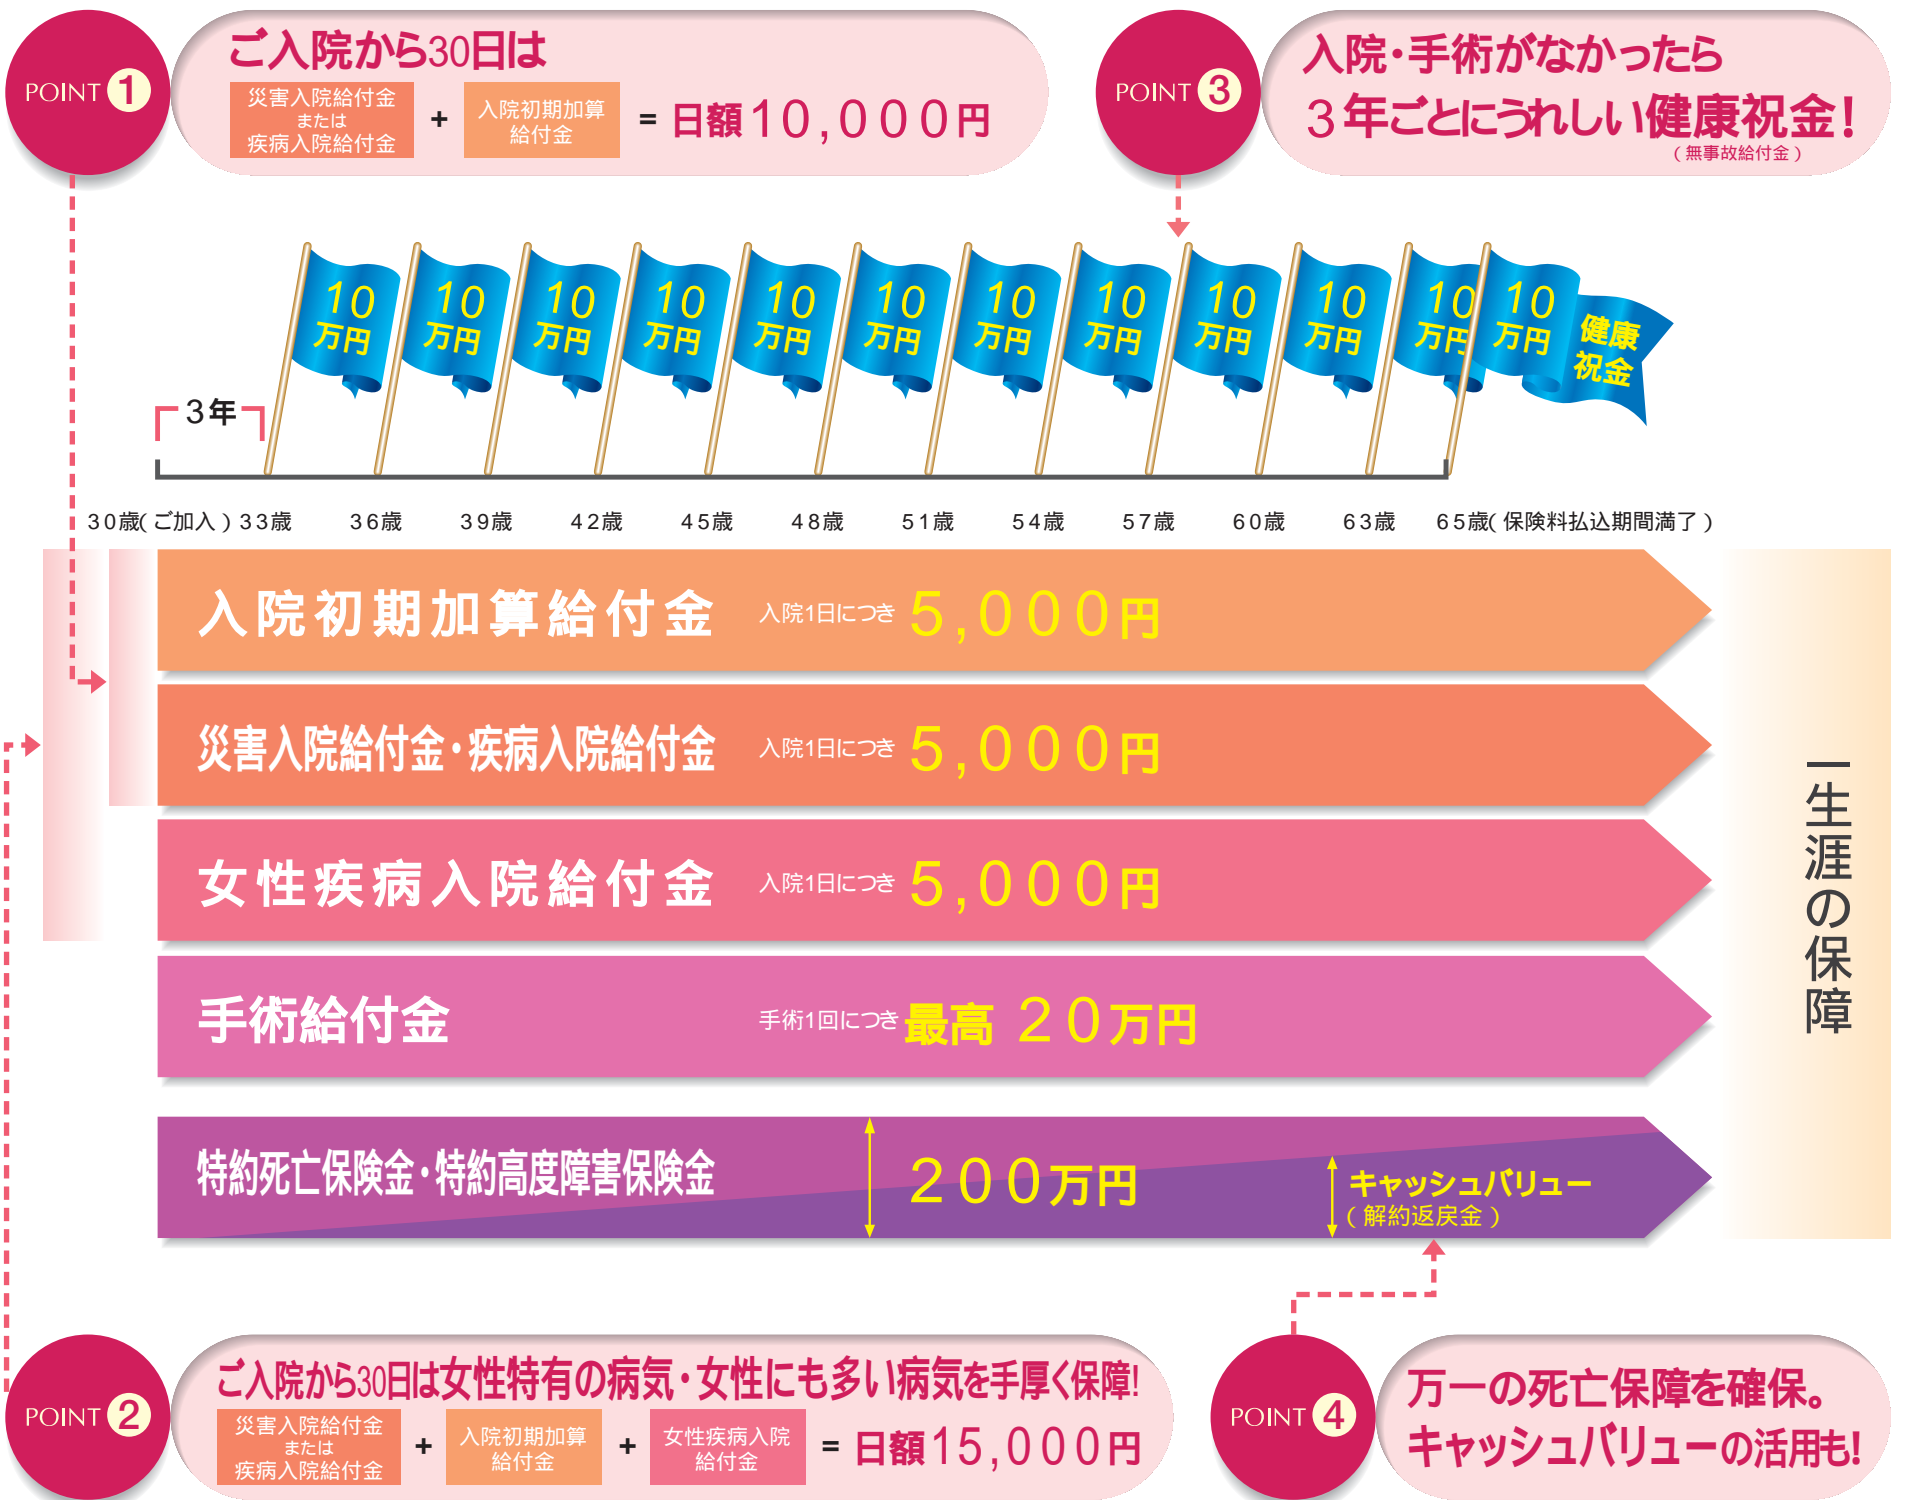 POINT 1
ご入院から30日は
災害入院給付金
または
疾病入院給付金
+
入院初期加算
給付金
= 日額10,000円
POINT 3
入院・手術がなかったら
3年ごとにうれしい健康祝金!
(無事故給付金)
10
万円
10
万円
10
万円
10
万円
10
万円
10
万円
10
万円
10
万円
10
万円
10
万円
10
万円
10
万円
健康
祝金
3年
30歳(ご加入) 33歳 36歳 39歳 42歳 45歳 48歳 51歳 54歳 57歳 60歳 63歳 65歳(保険料払込期間満了)
入院初期加算給付金 入院1日につき 5,000円
災害入院給付金・疾病入院給付金 入院1日につき 5,000円
女性疾病入院給付金 入院1日につき 5,000円
手術給付金 手術1回につき 最高 20万円
特約死亡保険金・特約高度障害保険金 200万円
キャッシュバリュー
(解約返戻金)
一生涯の保障
POINT 2
ご入院から30日は女性特有の病気・女性にも多い病気を手厚く保障!
災害入院給付金
または
疾病入院給付金
+
入院初期加算
給付金
+
女性疾病入院
給付金
= 日額15,000円
POINT 4
万一の死亡保障を確保。
キャッシュバリューの活用も!